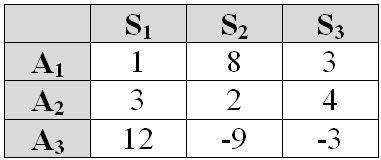 S₁ S₂ S₃
A₁ 1 8 3
A₂ 3 2 4
A₃ 12 -9 -3